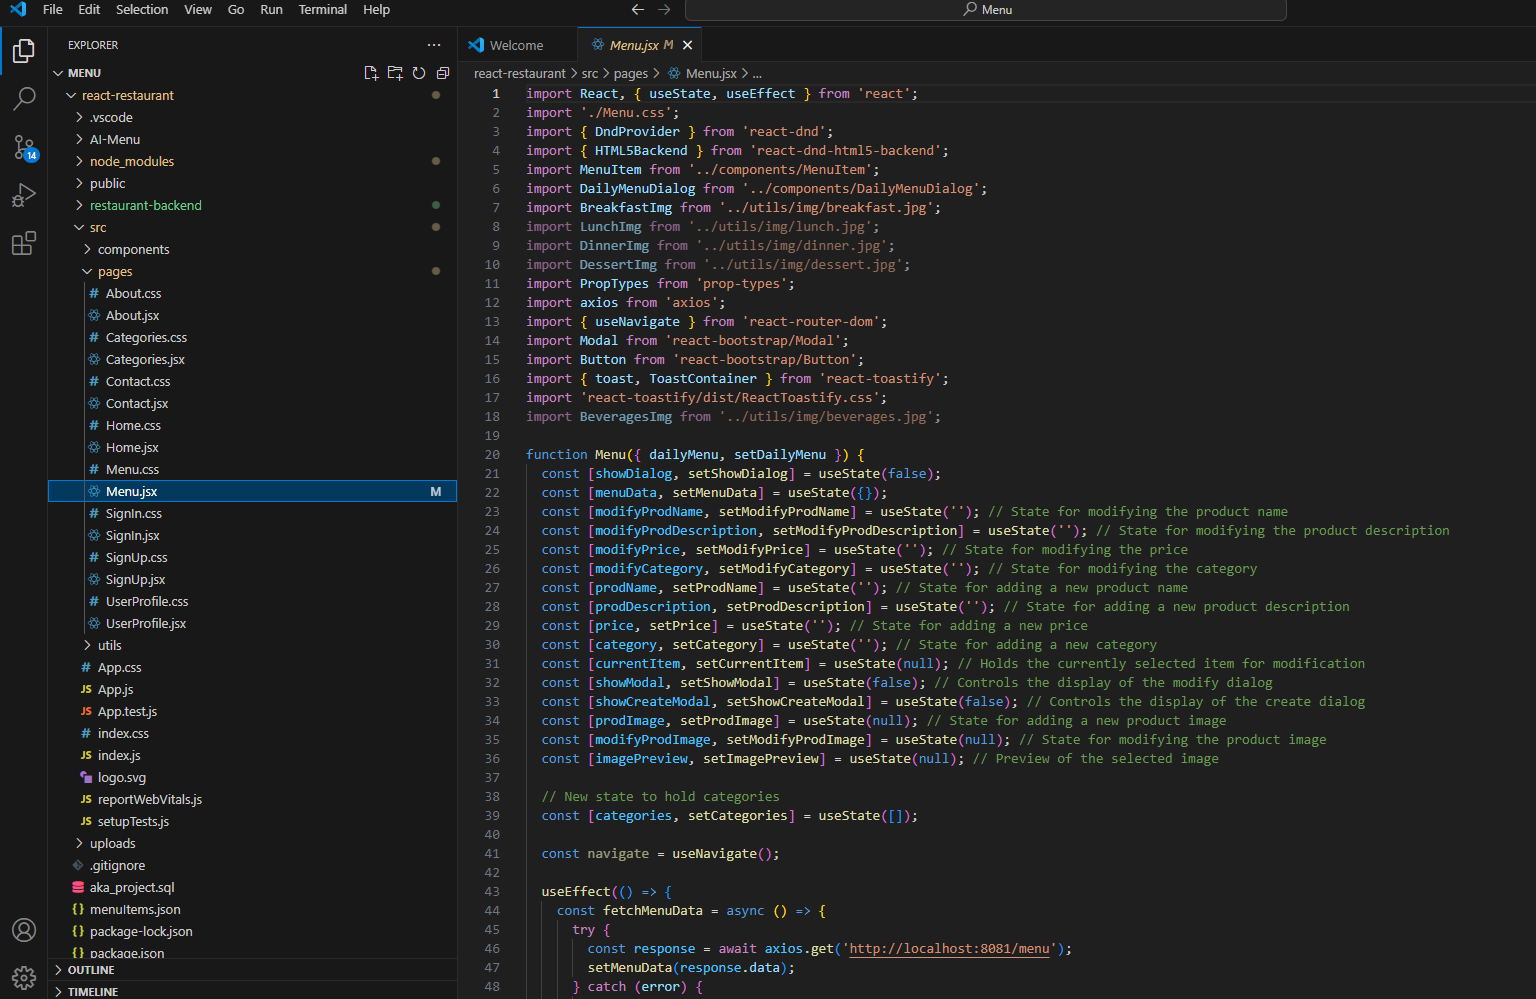 File Edit Selection View Go Run Terminal Help
Menu
EXPLORER
MENU
react-restaurant
.vscode
AI-Menu
node_modules
public
restaurant-backend
src
components
pages
# About.css
About.jsx
# Categories.css
Categories.jsx
# Contact.css
Contact.jsx
# Home.css
Home.jsx
# Menu.css
Menu.jsx M
# SignIn.css
SignIn.jsx
# SignUp.css
SignUp.jsx
# UserProfile.css
UserProfile.jsx
utils
# App.css
JS App.js
JS App.test.js
# index.css
JS index.js
logo.svg
JS reportWebVitals.js
JS setupTests.js
uploads
.gitignore
aka_project.sql
{} menuItems.json
{} package-lock.json
{} package.json
OUTLINE
TIMELINE
14
Welcome
Menu.jsx M
react-restaurant > src > pages > Menu.jsx > ...
1 import React, { useState, useEffect } from 'react';
2 import './Menu.css';
3 import { DndProvider } from 'react-dnd';
4 import { HTML5Backend } from 'react-dnd-html5-backend';
5 import MenuItem from '../components/MenuItem';
6 import DailyMenuDialog from '../components/DailyMenuDialog';
7 import BreakfastImg from '../utils/img/breakfast.jpg';
8 import LunchImg from '../utils/img/lunch.jpg';
9 import DinnerImg from '../utils/img/dinner.jpg';
10 import DessertImg from '../utils/img/dessert.jpg';
11 import PropTypes from 'prop-types';
12 import axios from 'axios';
13 import { useNavigate } from 'react-router-dom';
14 import Modal from 'react-bootstrap/Modal';
15 import Button from 'react-bootstrap/Button';
16 import { toast, ToastContainer } from 'react-toastify';
17 import 'react-toastify/dist/ReactToastify.css';
18 import BeveragesImg from '../utils/img/beverages.jpg';
19
20 function Menu({ dailyMenu, setDailyMenu }) {
21 const [showDialog, setShowDialog] = useState(false);
22 const [menuData, setMenuData] = useState({});
23 const [modifyProdName, setModifyProdName] = useState(''); // State for modifying the product name
24 const [modifyProdDescription, setModifyProdDescription] = useState(''); // State for modifying the product description
25 const [modifyPrice, setModifyPrice] = useState(''); // State for modifying the price
26 const [modifyCategory, setModifyCategory] = useState(''); // State for modifying the category
27 const [prodName, setProdName] = useState(''); // State for adding a new product name
28 const [prodDescription, setProdDescription] = useState(''); // State for adding a new product description
29 const [price, setPrice] = useState(''); // State for adding a new price
30 const [category, setCategory] = useState(''); // State for adding a new category
31 const [currentItem, setCurrentItem] = useState(null); // Holds the currently selected item for modification
32 const [showModal, setShowModal] = useState(false); // Controls the display of the modify dialog
33 const [showCreateModal, setShowCreateModal] = useState(false); // Controls the display of the create dialog
34 const [prodImage, setProdImage] = useState(null); // State for adding a new product image
35 const [modifyProdImage, setModifyProdImage] = useState(null); // State for modifying the product image
36 const [imagePreview, setImagePreview] = useState(null); // Preview of the selected image
37
38 // New state to hold categories
39 const [categories, setCategories] = useState([]);
40
41 const navigate = useNavigate();
42
43 useEffect(() => {
44 const fetchMenuData = async () => {
45 try {
46 const response = await axios.get('http://localhost:8081/menu');
47 setMenuData(response.data);
48 } catch (error) {